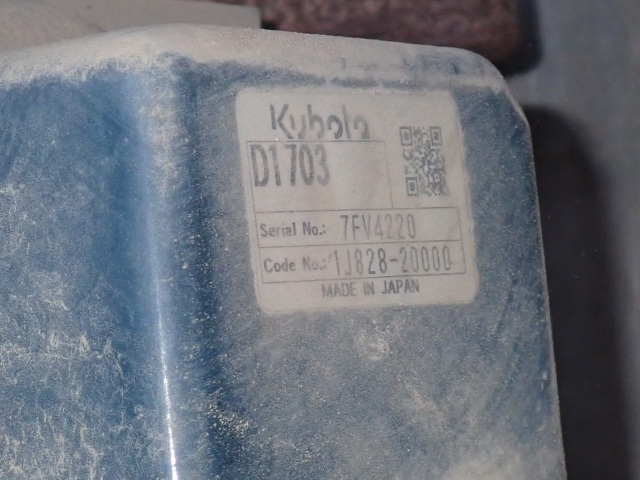 Kubota
D1703
Serial No.: 7FV4220
Code No.: 1J828-20000
MADE IN JAPAN